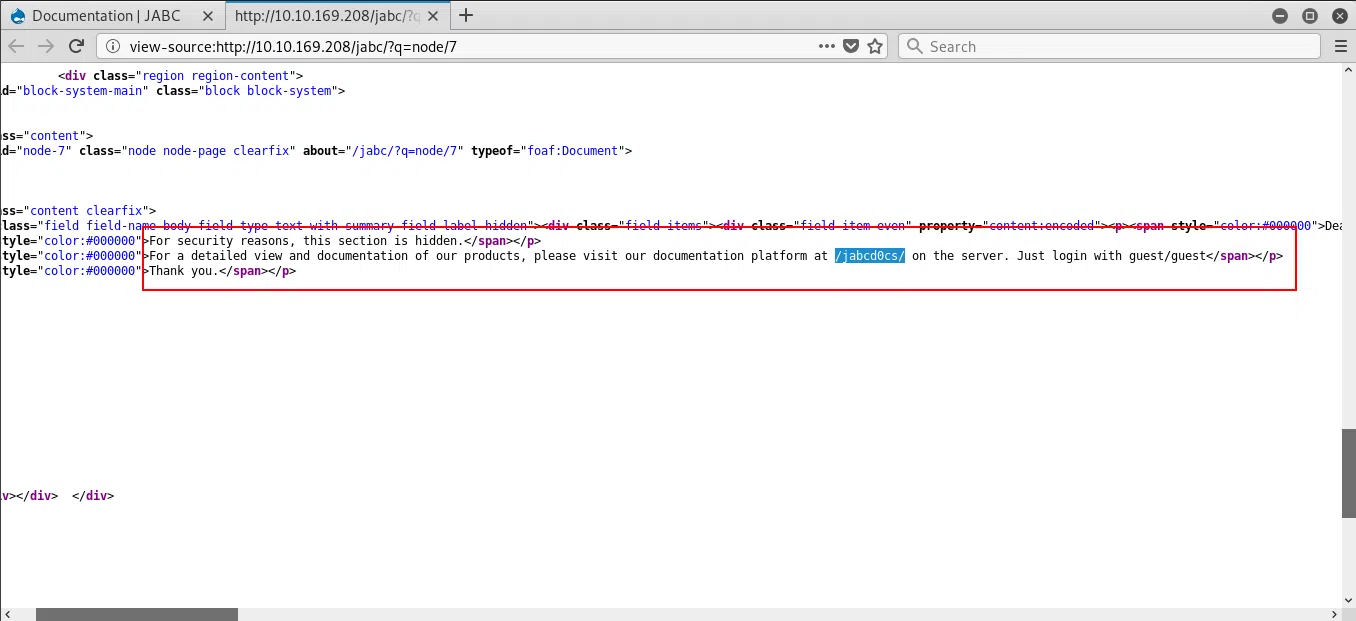 Documentation | JABC
http://10.10.169.208/jabc/?q
view-source:http://10.10.169.208/jabc/?q=node/7
Search
<div class="region region-content">
d="block-system-main" class="block block-system">
ss="content">
d="node-7" class="node node-page clearfix" about="/jabc/?q=node/7" typeof="foaf:Document">
ss="content clearfix">
lass="field field-name-body field-type-text-with-summary field-label-hidden"><div class="field-items"><div class="field-item even" property="content:encoded"><p><span style="color:#000000">Dea
tyle="color:#000000">For security reasons, this section is hidden.</span></p>
tyle="color:#000000">For a detailed view and documentation of our products, please visit our documentation platform at /jabcd0cs/ on the server. Just login with guest/guest</span></p>
tyle="color:#000000">Thank you.</span></p>
v></div>  </div>